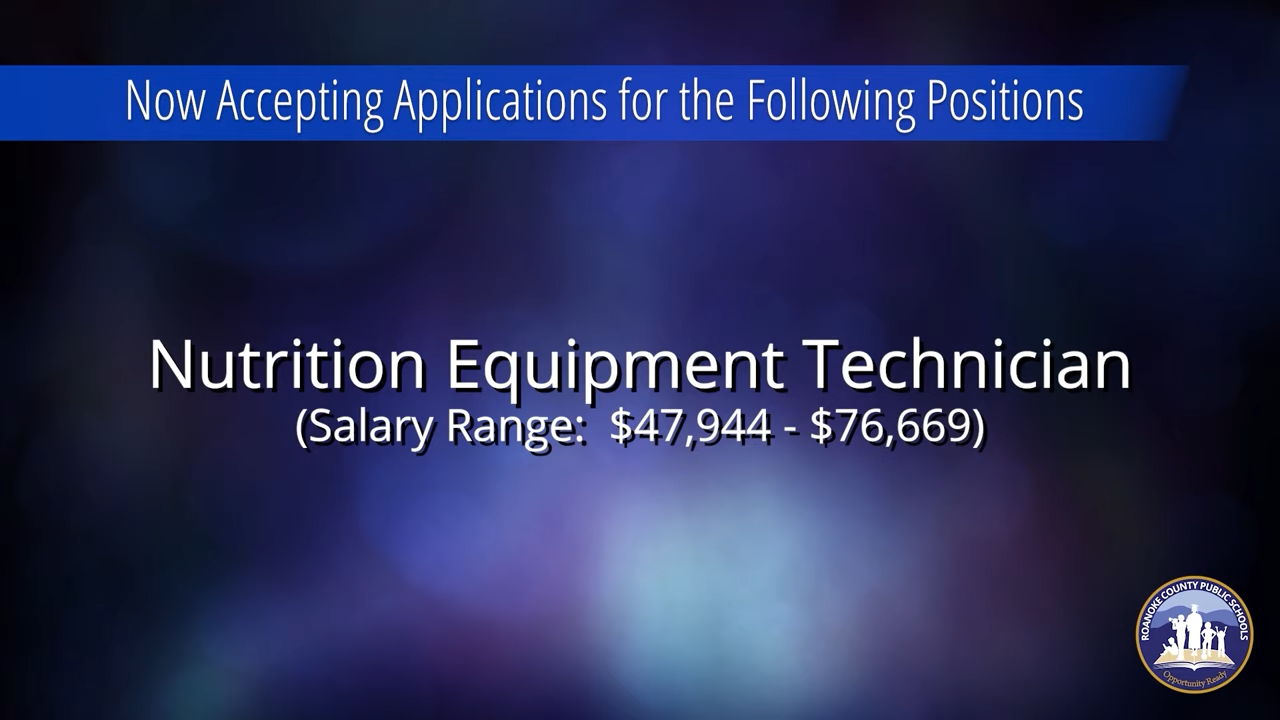 Now Accepting Applications for the Following Positions
Nutrition Equipment Technician
(Salary Range: $47,944 - $76,669)
ROANOKE COUNTY PUBLIC SCHOOLS
Opportunity Ready